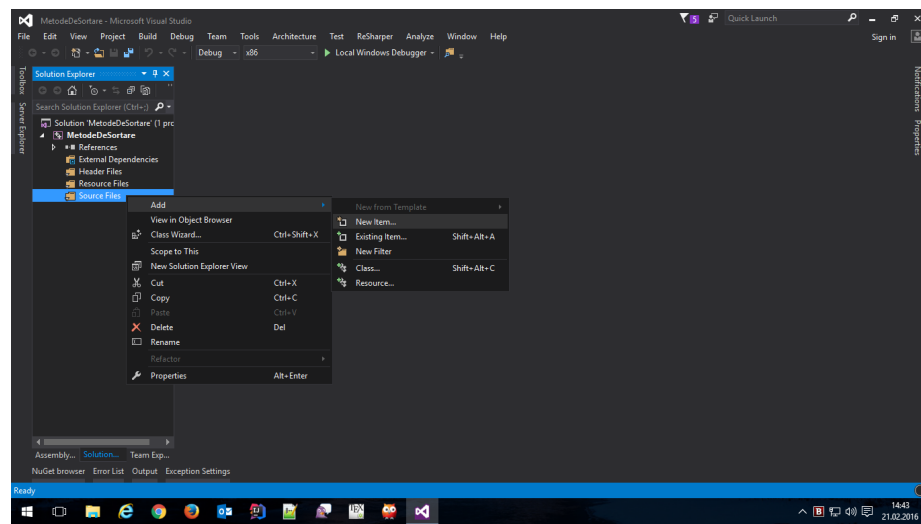 MetodeDeSortare - Microsoft Visual Studio
5
Quick Launch
File Edit View Project Build Debug Team Tools Architecture Test ReSharper Analyze Window Help
Sign in
Debug x86 Local Windows Debugger
Toolbox
Server Explorer
Solution Explorer
Search Solution Explorer (Ctrl+;)
Solution 'MetodeDeSortare' (1 prc
MetodeDeSortare
References
External Dependencies
Header Files
Resource Files
Source Files
Add
View in Object Browser
Class Wizard... Ctrl+Shift+X
Scope to This
New Solution Explorer View
Cut Ctrl+X
Copy Ctrl+C
Paste Ctrl+V
Delete Del
Rename
Refactor
Properties Alt+Enter
New from Template
New Item...
Existing Item... Shift+Alt+A
New Filter
Class... Shift+Alt+C
Resource...
Notifications
Properties
Assembly... Solution... Team Exp...
NuGet browser Error List Output Exception Settings
Ready
14:43
21.02.2016